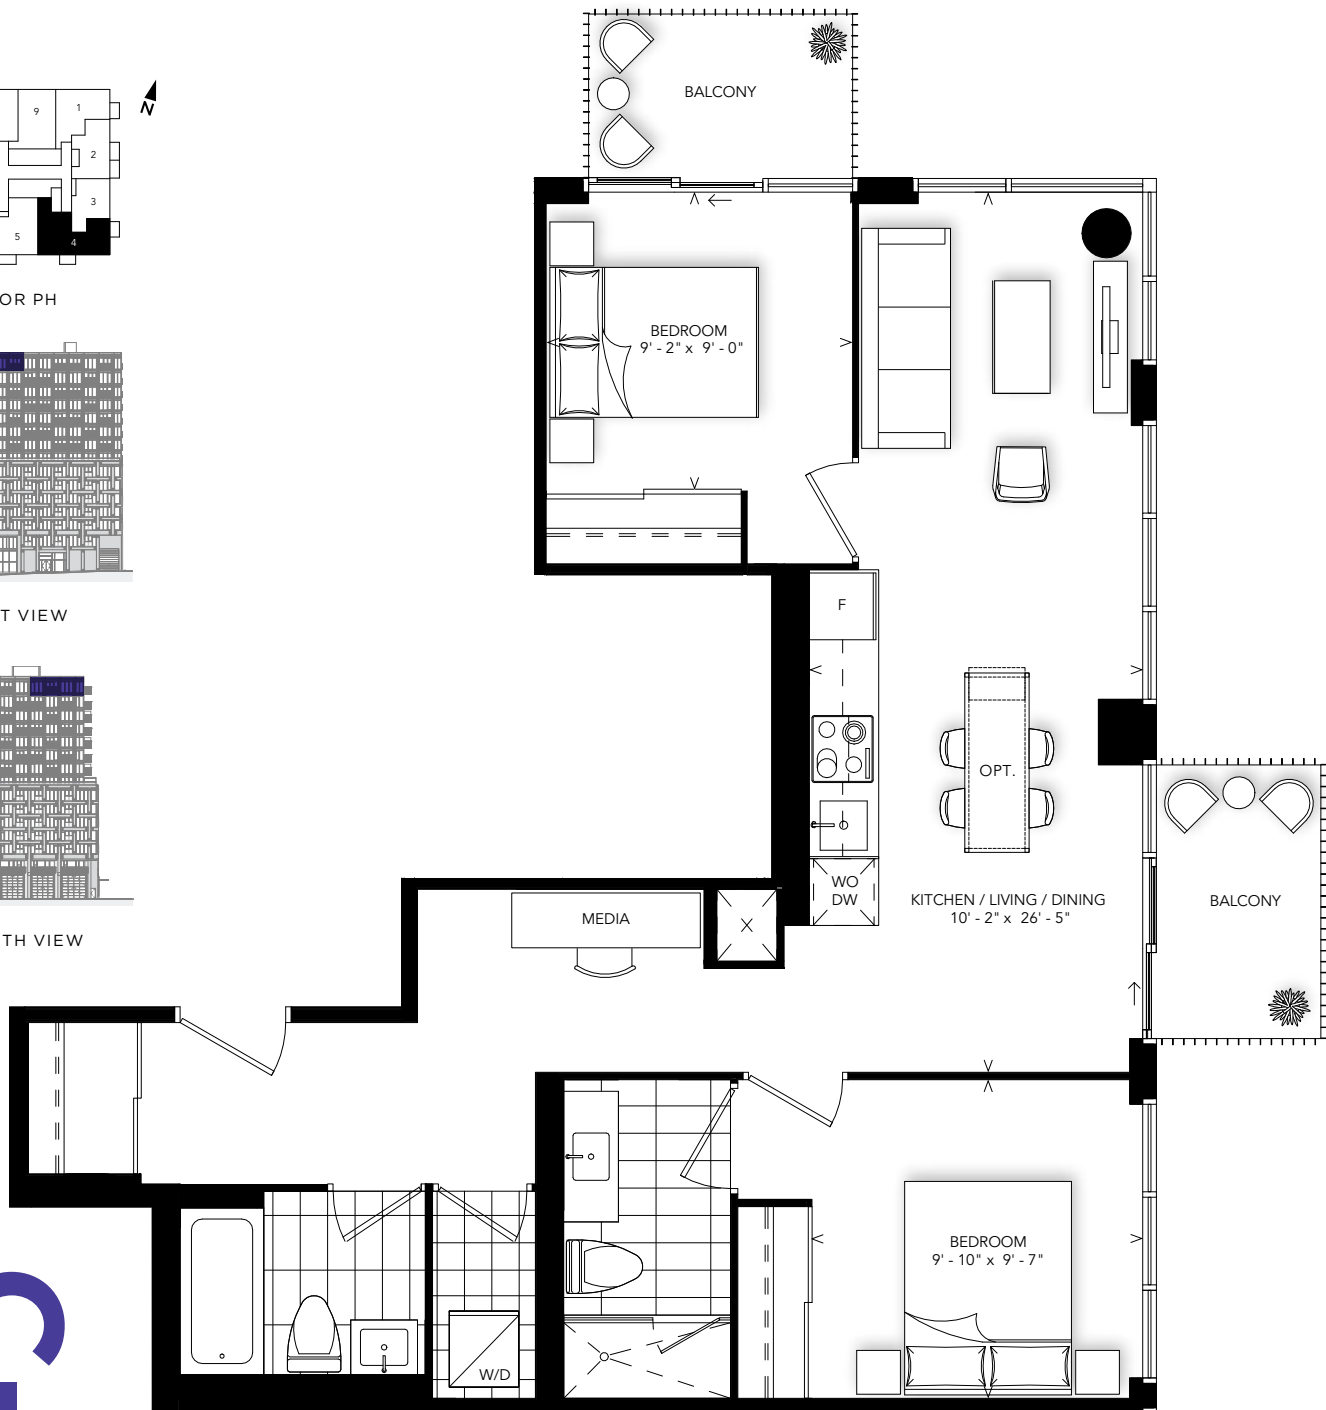 BALCONY
N
9
1
2
3
5
4
OR PH
BEDROOM
9' - 2" x 9' - 0"
T VIEW
F
TH VIEW
OPT.
WO
DW
KITCHEN / LIVING / DINING
10' - 2" x 26' - 5"
BALCONY
MEDIA
X
BEDROOM
9' - 10" x 9' - 7"
W/D